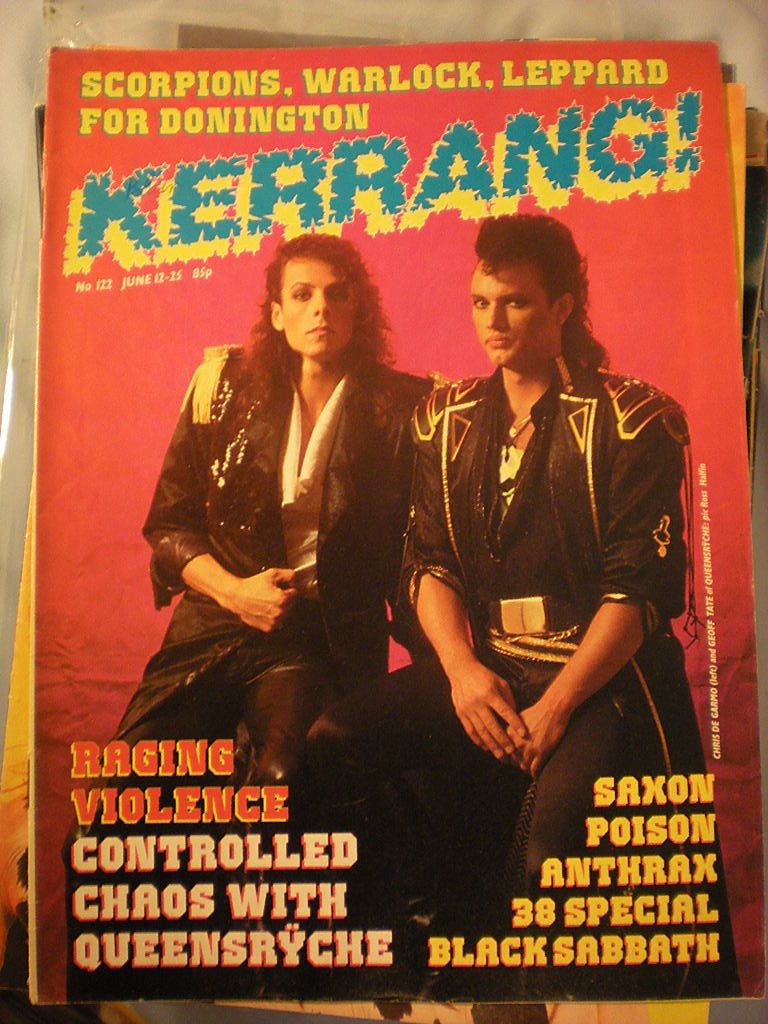 SCORPIONS, WARLOCK, LEPPARD
FOR DONINGTON
KERRANG!
No 122 JUNE 12-25 85p
CHRIS DE GARMO (left) and GEOFF TATE of QUEENSRŸCHE: pic Ross Halfin
RAGING
VIOLENCE
CONTROLLED
CHAOS WITH
QUEENSRŸCHE
SAXON
POISON
ANTHRAX
38 SPECIAL
BLACK SABBATH